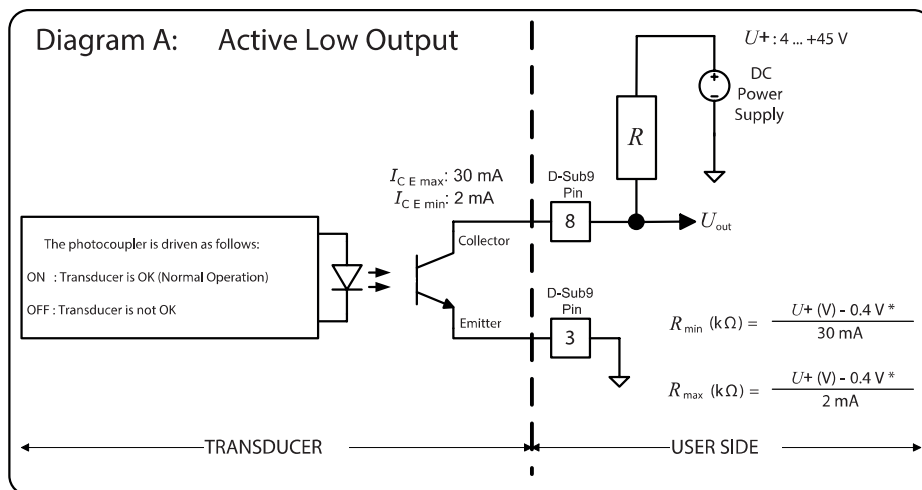 Diagram A: Active Low Output
U+ : 4 ... +45 V
DC
Power
Supply
R
I C E max: 30 mA
I C E min: 2 mA
D-Sub9
Pin
8
U out
Collector
The photocoupler is driven as follows:
ON : Transducer is OK (Normal Operation)
OFF : Transducer is not OK
Emitter
D-Sub9
Pin
3
R min (kΩ) = U+ (V) - 0.4 V * / 30 mA
R max (kΩ) = U+ (V) - 0.4 V * / 2 mA
TRANSDUCER
USER SIDE